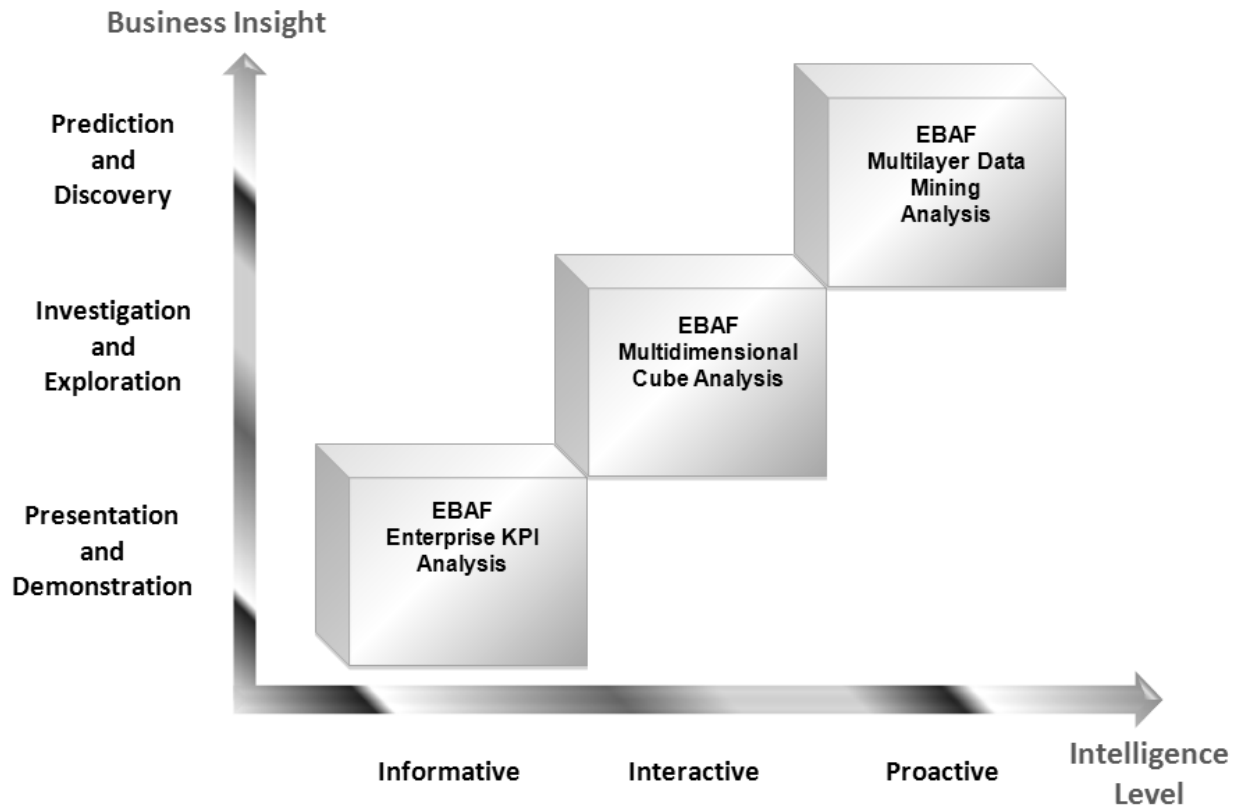 Business Insight
Prediction
and
Discovery
EBAF
Multilayer Data
Mining
Analysis
Investigation
and
Exploration
EBAF
Multidimensional
Cube Analysis
Presentation
and
Demonstration
EBAF
Enterprise KPI
Analysis
Informative
Interactive
Proactive
Intelligence
Level